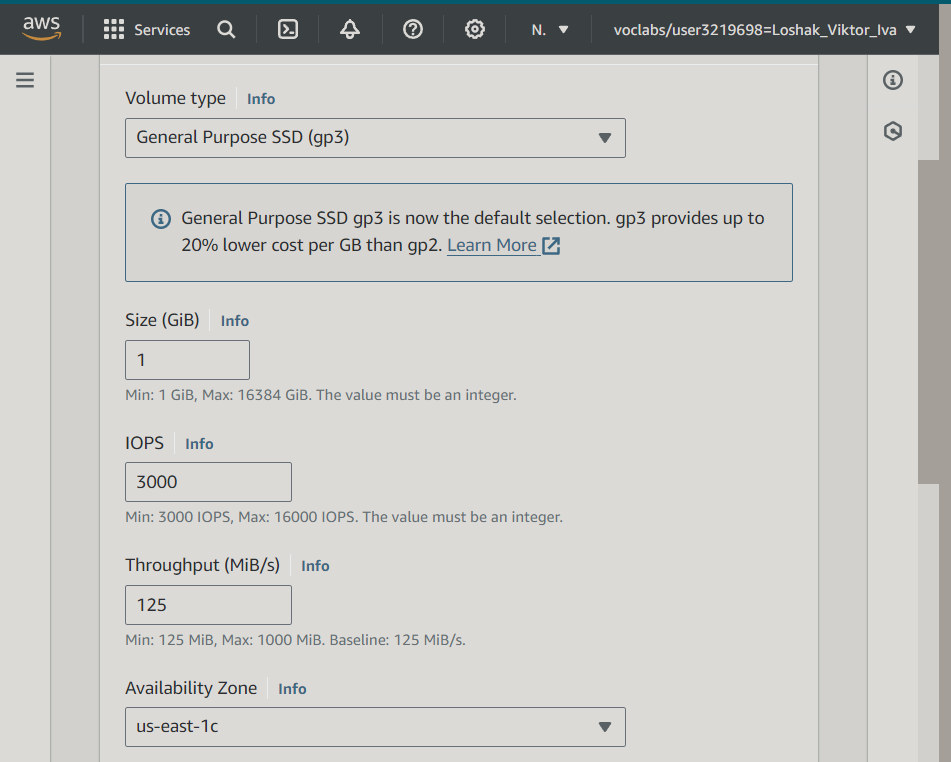 aws Services N. voclabs/user3219698=Loshak_Viktor_Iva
Volume type Info
General Purpose SSD (gp3)
General Purpose SSD gp3 is now the default selection. gp3 provides up to
20% lower cost per GB than gp2. Learn More
Size (GiB) Info
1
Min: 1 GiB, Max: 16384 GiB. The value must be an integer.
IOPS Info
3000
Min: 3000 IOPS, Max: 16000 IOPS. The value must be an integer.
Throughput (MiB/s) Info
125
Min: 125 MiB, Max: 1000 MiB. Baseline: 125 MiB/s.
Availability Zone Info
us-east-1c